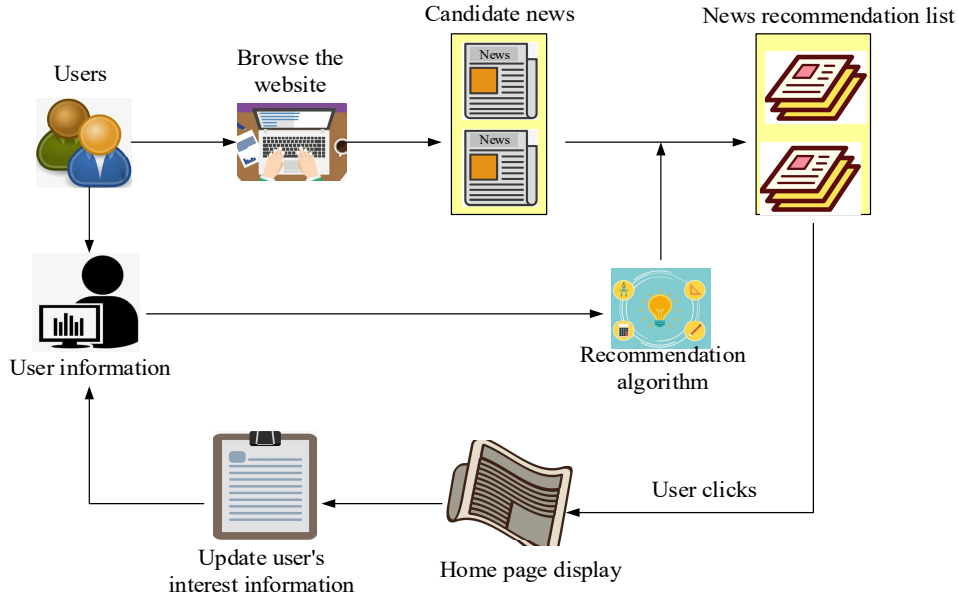 Candidate news
News recommendation list
Users
Browse the
website
News
News
User information
Recommendation
algorithm
User clicks
Update user's
interest information
Home page display